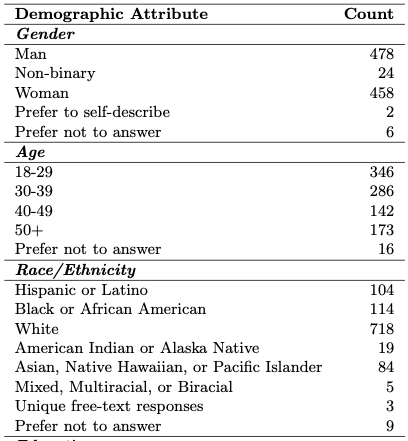 Demographic Attribute Count
Gender
Man 478
Non-binary 24
Woman 458
Prefer to self-describe 2
Prefer not to answer 6
Age
18-29 346
30-39 286
40-49 142
50+ 173
Prefer not to answer 16
Race/Ethnicity
Hispanic or Latino 104
Black or African American 114
White 718
American Indian or Alaska Native 19
Asian, Native Hawaiian, or Pacific Islander 84
Mixed, Multiracial, or Biracial 5
Unique free-text responses 3
Prefer not to answer 9